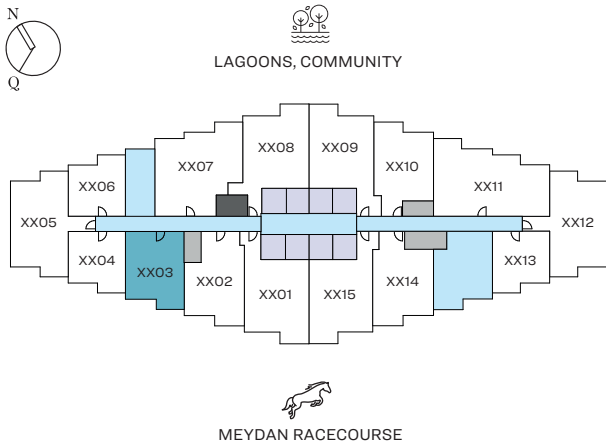 N
Q
LAGOONS, COMMUNITY
XX08 XX09
XX07 XX10
XX06 XX11
XX05 XX12
XX04 XX03 XX02 XX01 XX15 XX14 XX13
MEYDAN RACECOURSE